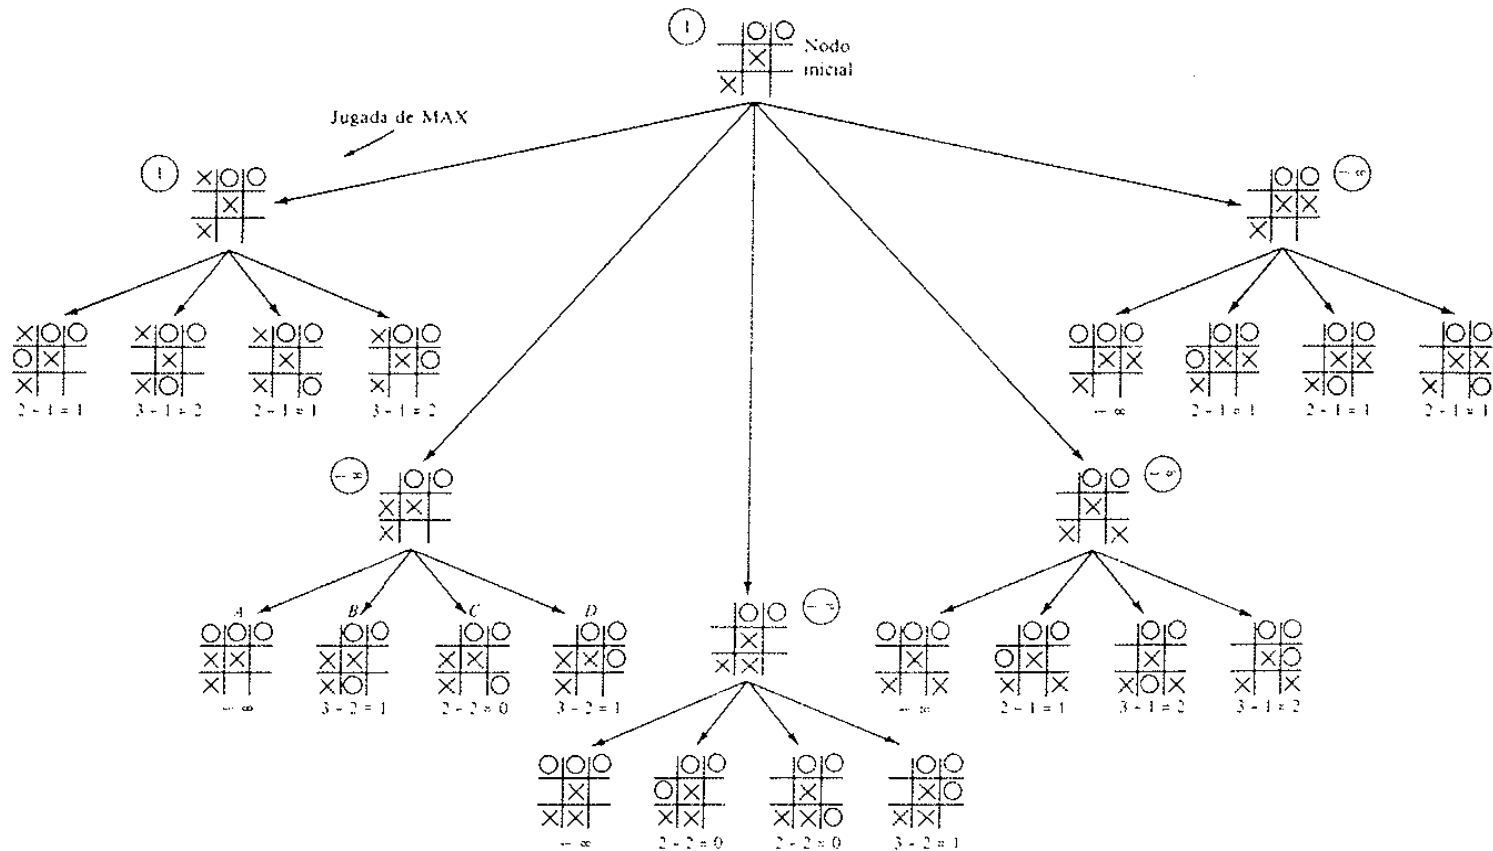 1
Nodo
inicial
Jugada de MAX
1
- ∞
2 - 1 = 1
3 - 1 = 2
2 - 1 = 1
3 - 1 = 2
- ∞
2 - 1 = 1
2 - 1 = 1
2 - 1 = 1
- ∞
- ∞
A
B
C
D
- ∞
3 - 2 = 1
2 - 2 = 0
3 - 2 = 1
- ∞
- ∞
2 - 1 = 1
3 - 1 = 2
3 - 1 = 2
- ∞
2 - 2 = 0
2 - 2 = 0
3 - 2 = 1